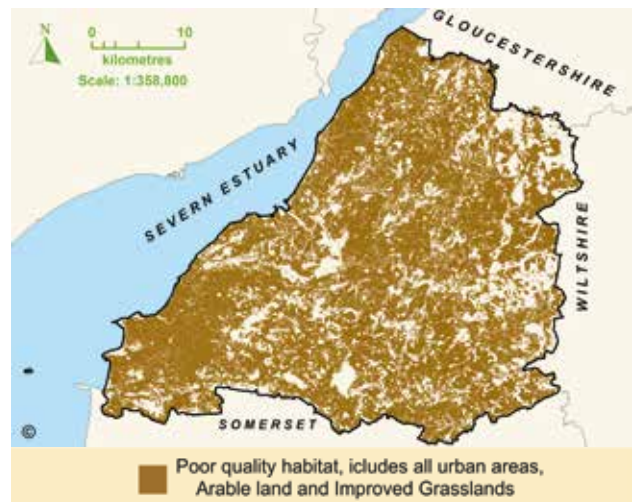 N
0 10
kilometres
Scale: 1:358,800
GLOUCESTERSHIRE
SEVERN ESTUARY
WILTSHIRE
SOMERSET
©
Poor quality habitat, icludes all urban areas,
Arable land and Improved Grasslands